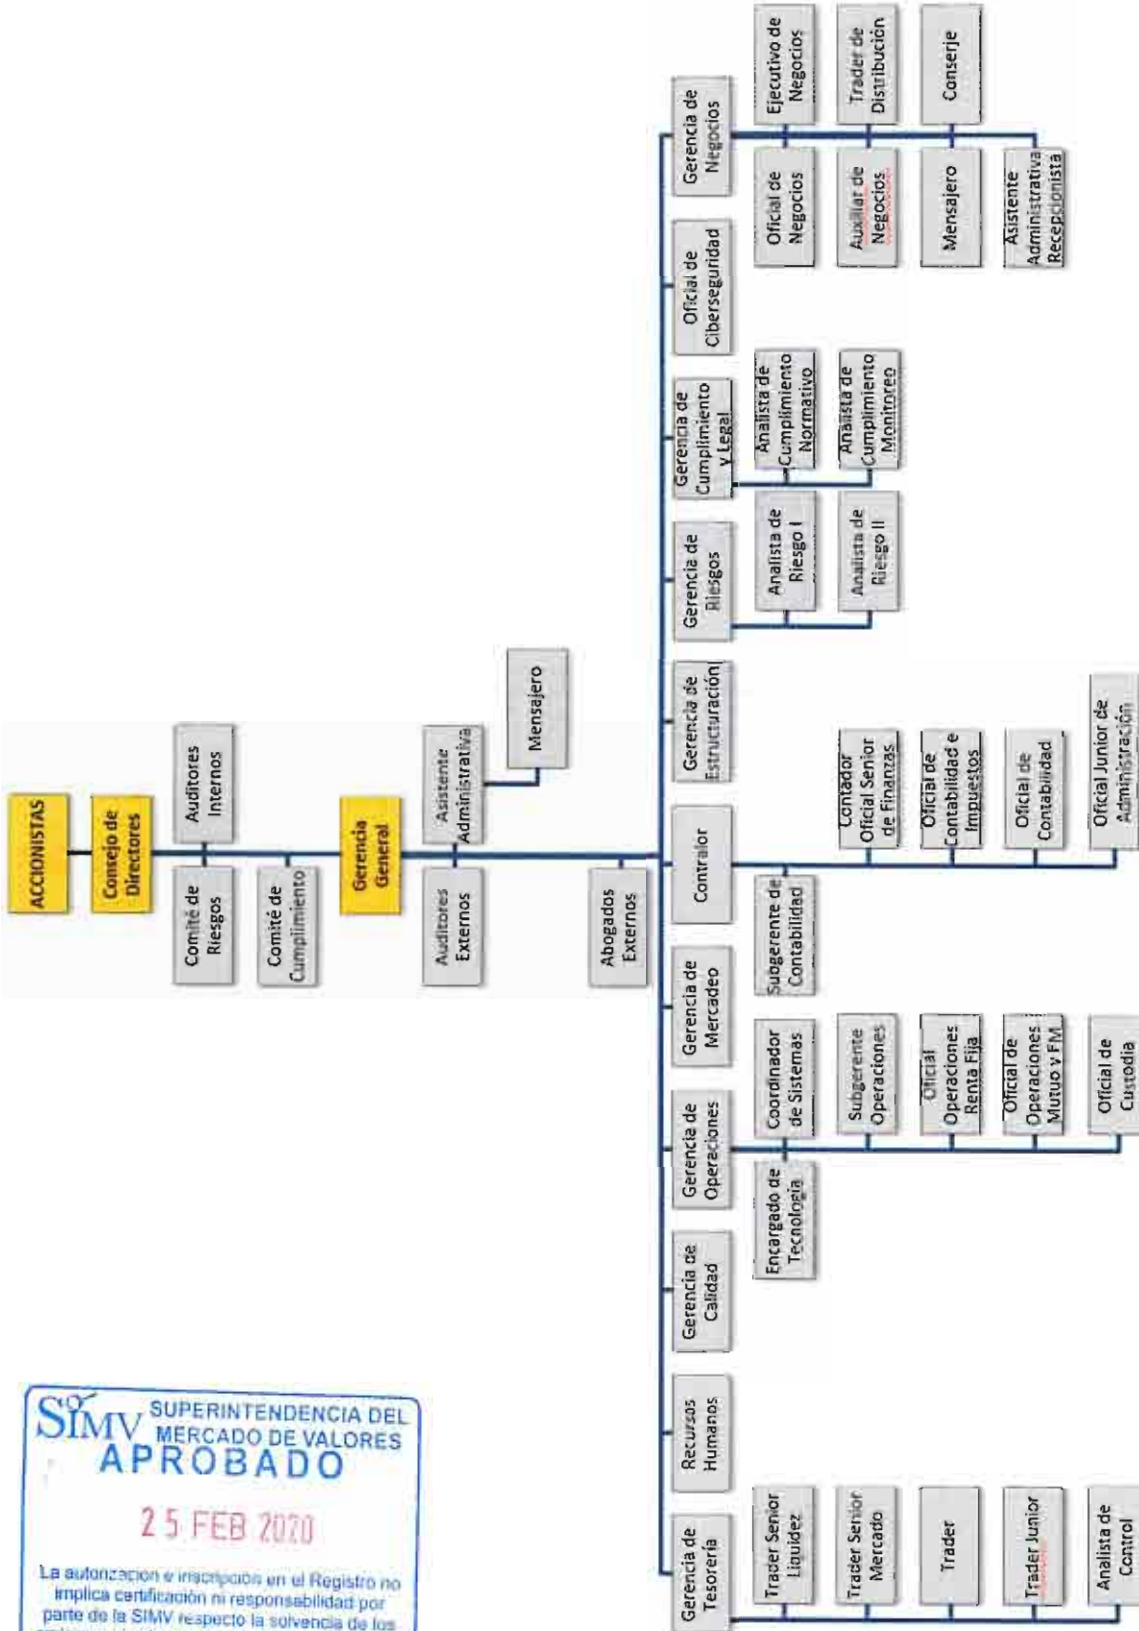 ACCIONISTAS
Consejo de
Directores
Comité de
Riesgos
Auditores
Internos
Comité de
Cumplimiento
Gerencia
General
Auditores
Externos
Asistente
Administrativa
Mensajero
Abogados
Externos
Gerencia de
Tesorería
Recursos
Humanos
Gerencia de
Calidad
Gerencia de
Operaciones
Gerencia de
Mercadeo
Contralor
Gerencia de
Estructuración
Gerencia de
Riesgos
Gerencia de
Cumplimiento
y Legal
Oficial de
Ciberseguridad
Gerencia de
Negocios
Trader Senior
Liquidez
Trader Senior
Mercado
Trader
Trader Junior
Analista de
Control
Encargado de
Tecnología
Coordinador
de Sistemas
Subgerente
Operaciones
Oficial
Operaciones
Renta Fija
Oficial de
Operaciones
Mutuo y FM
Oficial de
Custodia
Subgerente de
Contabilidad
Contador
Oficial Senior
de Finanzas
Oficial de
Contabilidad e
Impuestos
Oficial de
Contabilidad
Oficial Junior de
Administración
Analista de
Riesgo I
Analista de
Riesgo II
Analista de
Cumplimiento
Normativo
Analista de
Cumplimiento
Monitoreo
Oficial de
Negocios
Ejecutivo de
Negocios
Auxiliar de
Negocios
Trader de
Distribución
Mensajero
Conserje
Asistente
Administrativa
Recepcionista
SIMV SUPERINTENDENCIA DEL
MERCADO DE VALORES
APROBADO
25 FEB 2020
La autorización e inscripción en el Registro no
implica certificación ni responsabilidad por
parte de la SIMV respecto la solvencia de los